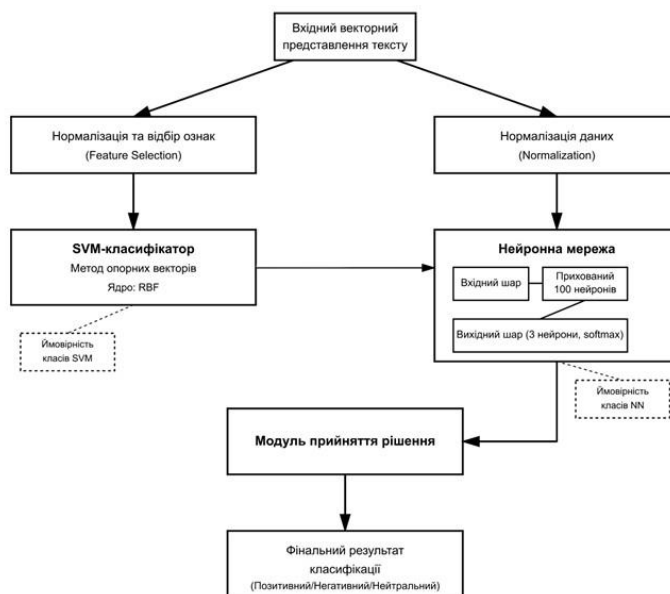 Вхідний векторний
представлення тексту
Нормалізація та відбір ознак
(Feature Selection)
Нормалізація даних
(Normalization)
SVM-класифікатор
Метод опорних векторів
Ядро: RBF
Нейронна мережа
Вхідний шар
Прихований
100 нейронів
Вихідний шар (3 нейрони, softmax)
Ймовірність
класів SVM
Ймовірність
класів NN
Модуль прийняття рішення
Фінальний результат
класифікації
(Позитивний/Негативний/Нейтральний)